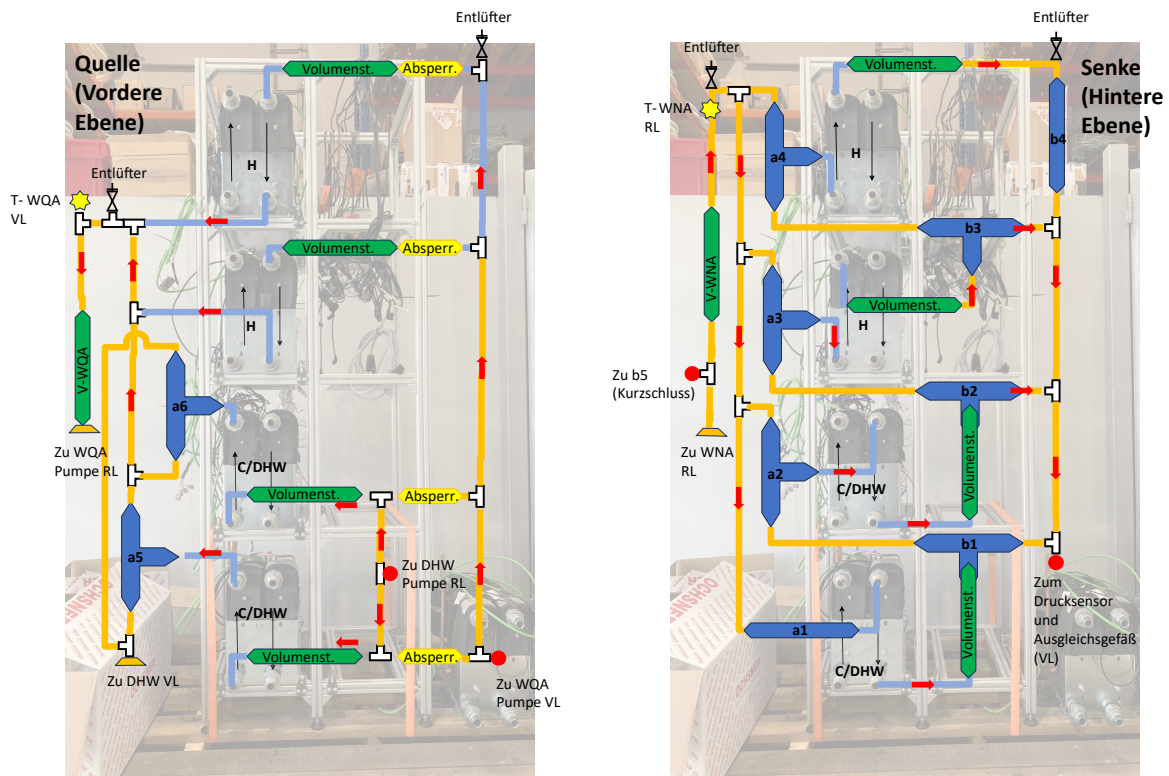 Entlüfter
Quelle
(Vordere
Ebene)
Volumenst.
Absperr.
H
Entlüfter
T- WQA
VL
Volumenst.
Absperr.
H
V-WQA
a6
Zu WQA
Pumpe RL
C/DHW
Volumenst.
Absperr.
a5
Zu DHW
Pumpe RL
C/DHW
Volumenst.
Absperr.
Zu DHW VL
Zu WQA
Pumpe VL
OCHSNER
Entlüfter
Entlüfter
Volumenst.
Senke
(Hintere
Ebene)
T- WNA
RL
a4
H
b4
b3
V-WNA
a3
Volumenst.
H
Zu b5
(Kurzschluss)
b2
Zu WNA
RL
a2
C/DHW
Volumenst.
b1
a1
C/DHW
Volumenst.
Zum
Drucksensor
und
Ausgleichsgefäß
(VL)
OCHSNER